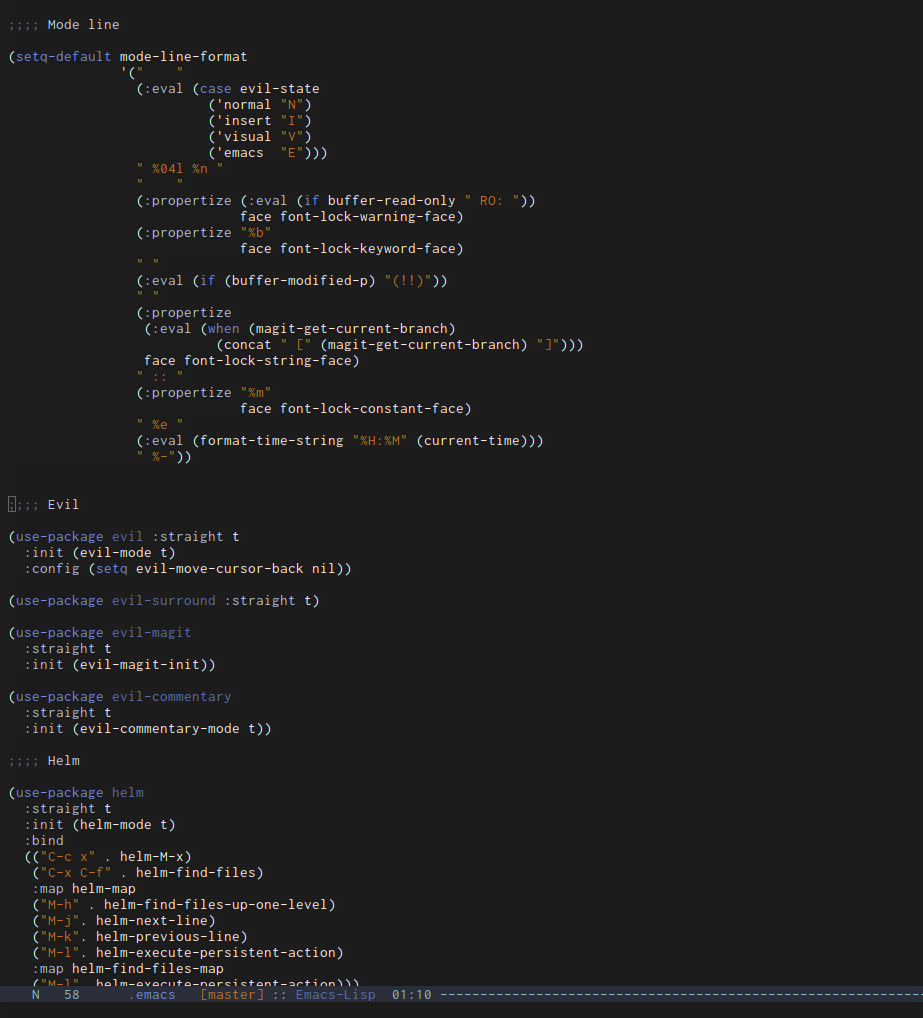 ;;;; Mode line
(setq-default mode-line-format
'("    "
(:eval (case evil-state
('normal "N")
('insert "I")
('visual "V")
('emacs  "E")))
" %04l %n "
"    "
(:propertize (:eval (if buffer-read-only " RO: "))
face font-lock-warning-face)
(:propertize "%b"
face font-lock-keyword-face)
" "
(:eval (if (buffer-modified-p) "(!!)"))
" "
(:propertize
(:eval (when (magit-get-current-branch)
(concat " [" (magit-get-current-branch) "]")))
face font-lock-string-face)
" :: "
(:propertize "%m"
face font-lock-constant-face)
" %e "
(:eval (format-time-string "%H:%M" (current-time)))
" %-"))
;;;; Evil
(use-package evil :straight t
:init (evil-mode t)
:config (setq evil-move-cursor-back nil))
(use-package evil-surround :straight t)
(use-package evil-magit
:straight t
:init (evil-magit-init))
(use-package evil-commentary
:straight t
:init (evil-commentary-mode t))
;;;; Helm
(use-package helm
:straight t
:init (helm-mode t)
:bind
(("C-c x" . helm-M-x)
("C-x C-f" . helm-find-files)
:map helm-map
("M-h" . helm-find-files-up-one-level)
("M-j". helm-next-line)
("M-k". helm-previous-line)
("M-l". helm-execute-persistent-action)
:map helm-find-files-map
("M-l". helm-execute-persistent-action)))
N   58      .emacs   [master] :: Emacs-Lisp  01:10 ------------------------------------------------------------